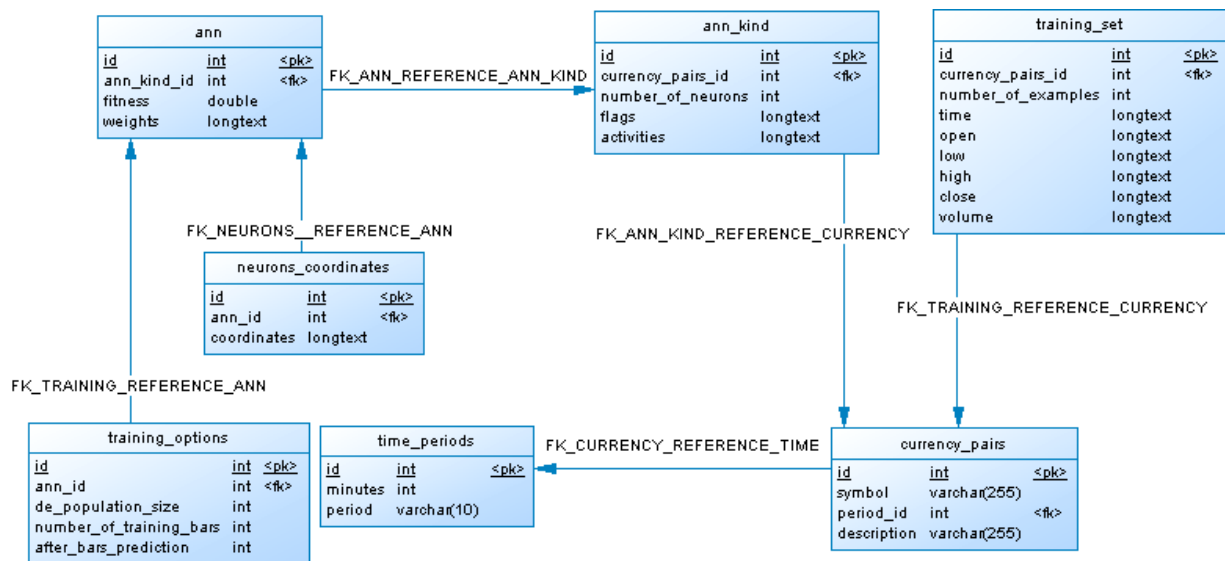 ann
id int <pk>
ann_kind_id int <fk>
fitness double
weights longtext
FK_ANN_REFERENCE_ANN_KIND
ann_kind
id int <pk>
currency_pairs_id int <fk>
number_of_neurons int
flags longtext
activities longtext
training_set
id int <pk>
currency_pairs_id int <fk>
number_of_examples int
time longtext
open longtext
low longtext
high longtext
close longtext
volume longtext
FK_NEURONS__REFERENCE_ANN
FK_ANN_KIND_REFERENCE_CURRENCY
neurons_coordinates
id int <pk>
ann_id int <fk>
coordinates longtext
FK_TRAINING_REFERENCE_CURRENCY
FK_TRAINING_REFERENCE_ANN
training_options
id int <pk>
ann_id int <fk>
de_population_size int
number_of_training_bars int
after_bars_prediction int
time_periods
id int <pk>
minutes int
period varchar(10)
FK_CURRENCY_REFERENCE_TIME
currency_pairs
id int <pk>
symbol varchar(255)
period_id int <fk>
description varchar(255)